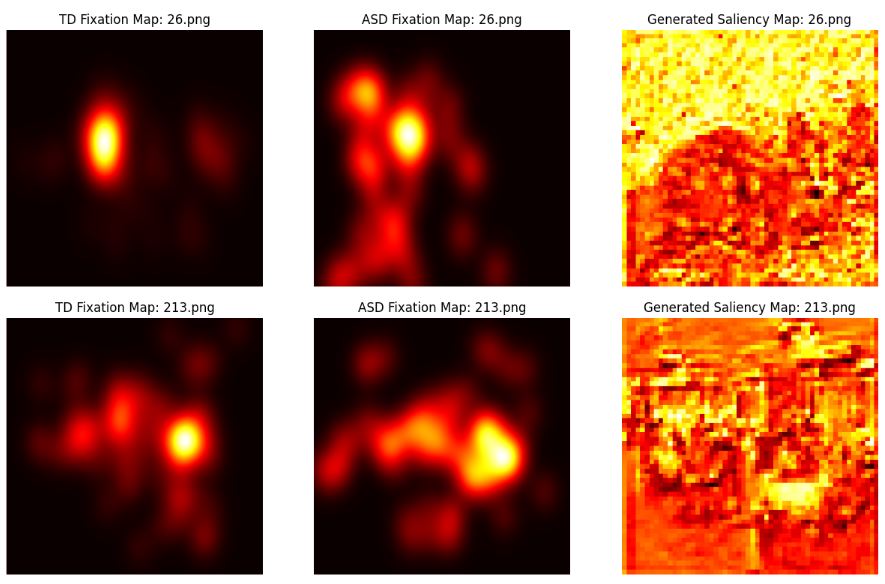 TD Fixation Map: 26.png
ASD Fixation Map: 26.png
Generated Saliency Map: 26.png
TD Fixation Map: 213.png
ASD Fixation Map: 213.png
Generated Saliency Map: 213.png